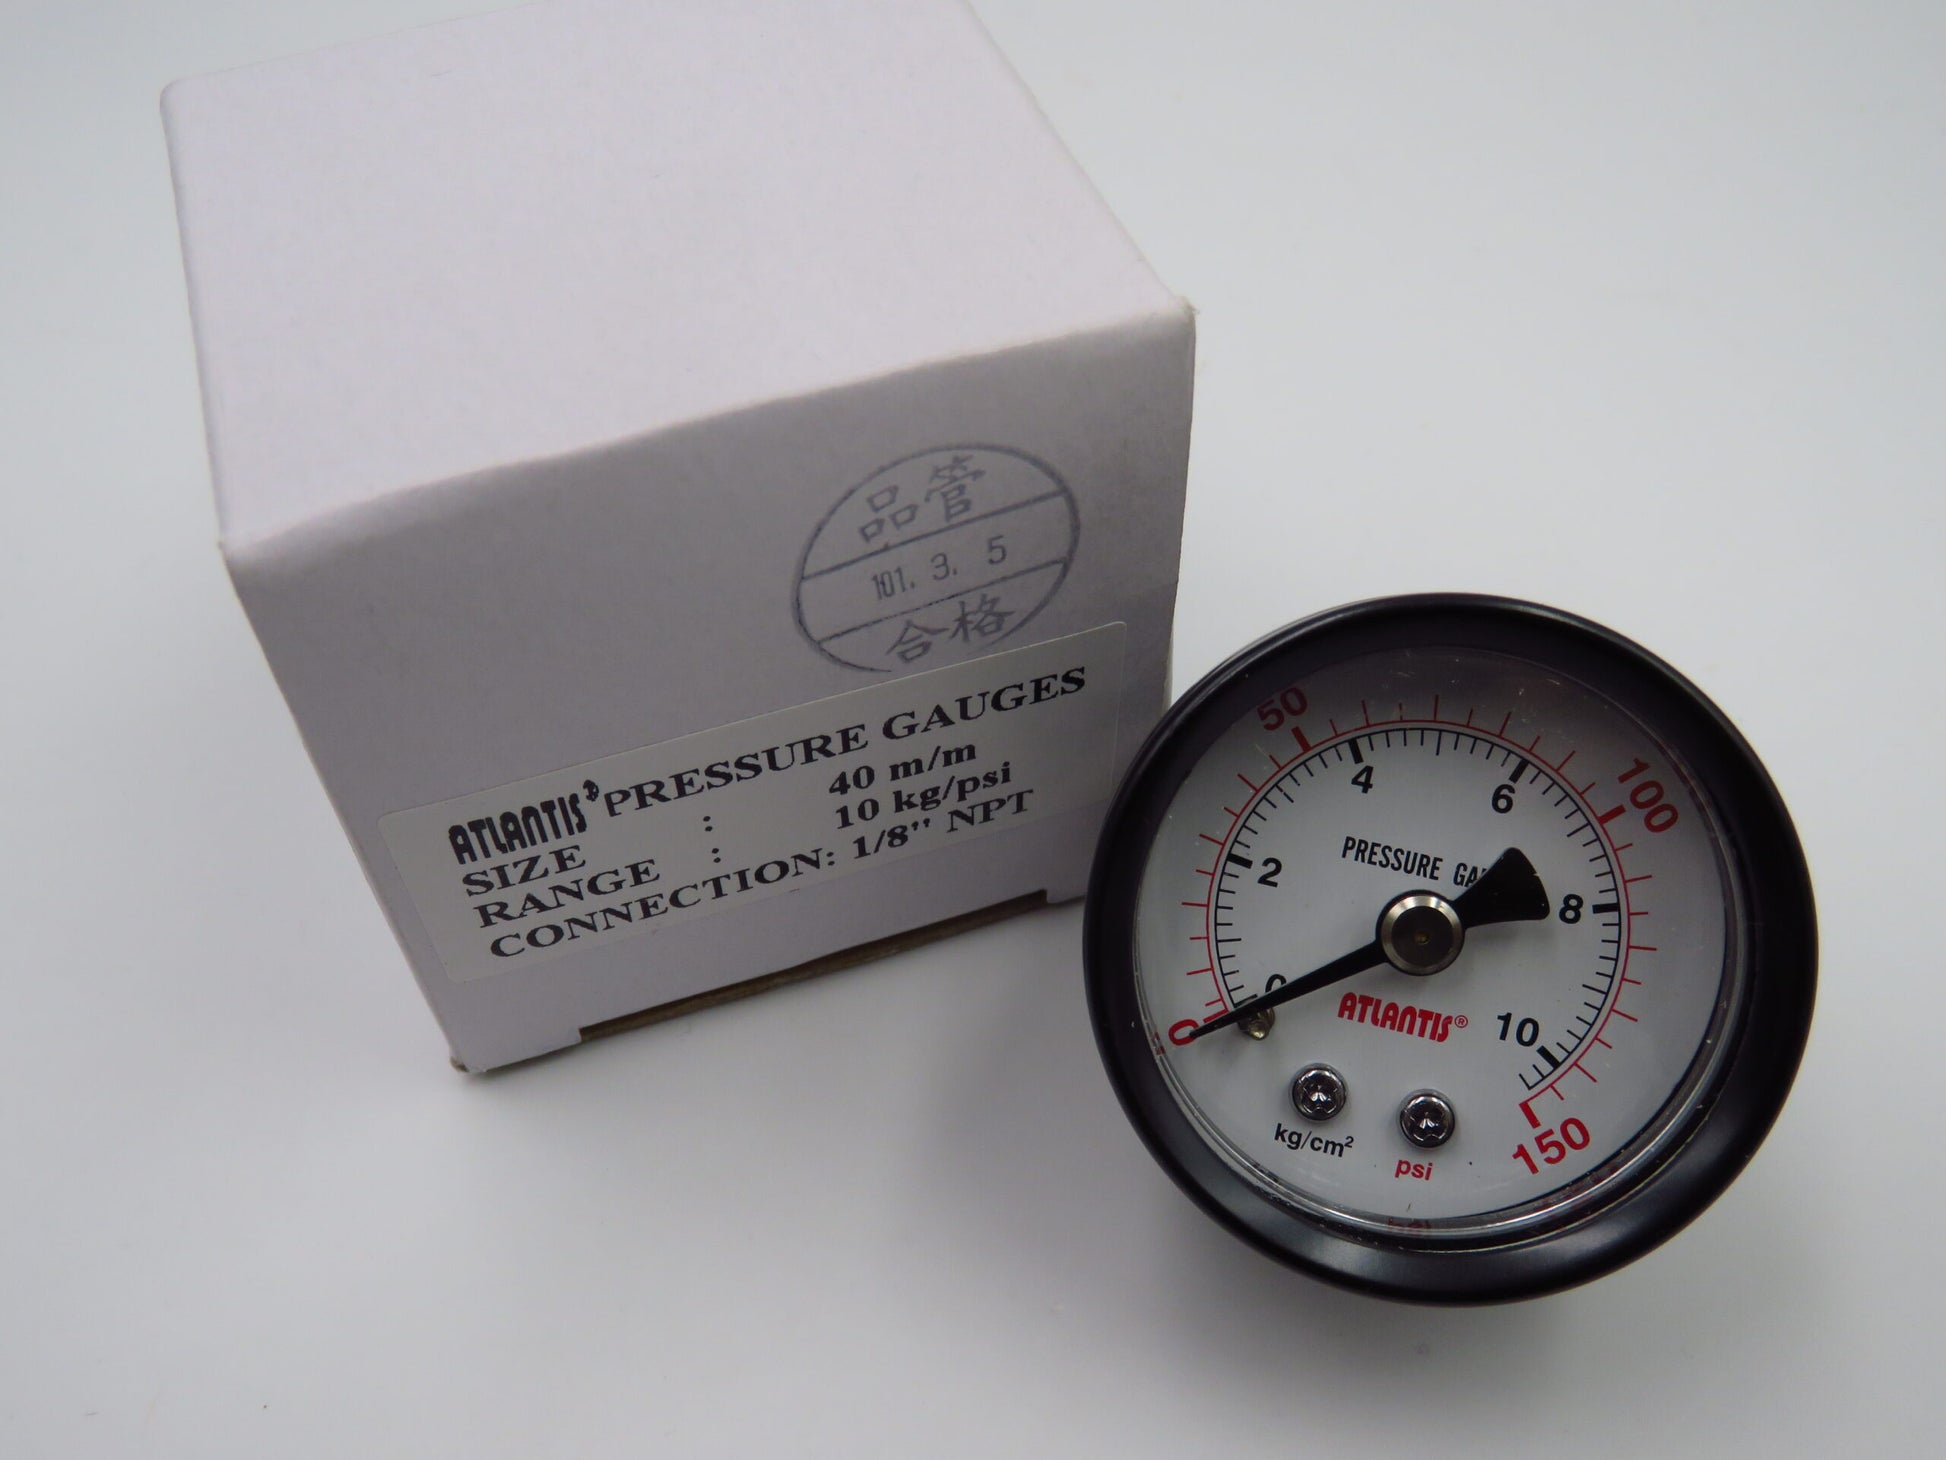 品管
101. 3. 5
合格
ATLANTIS® PRESSURE GAUGES
SIZE : 40 m/m
RANGE : 10 kg/psi
CONNECTION: 1/8" NPT
50
100
4
6
2
PRESSURE GA
8
0
0
ATLANTIS®
10
kg/cm²
psi
150